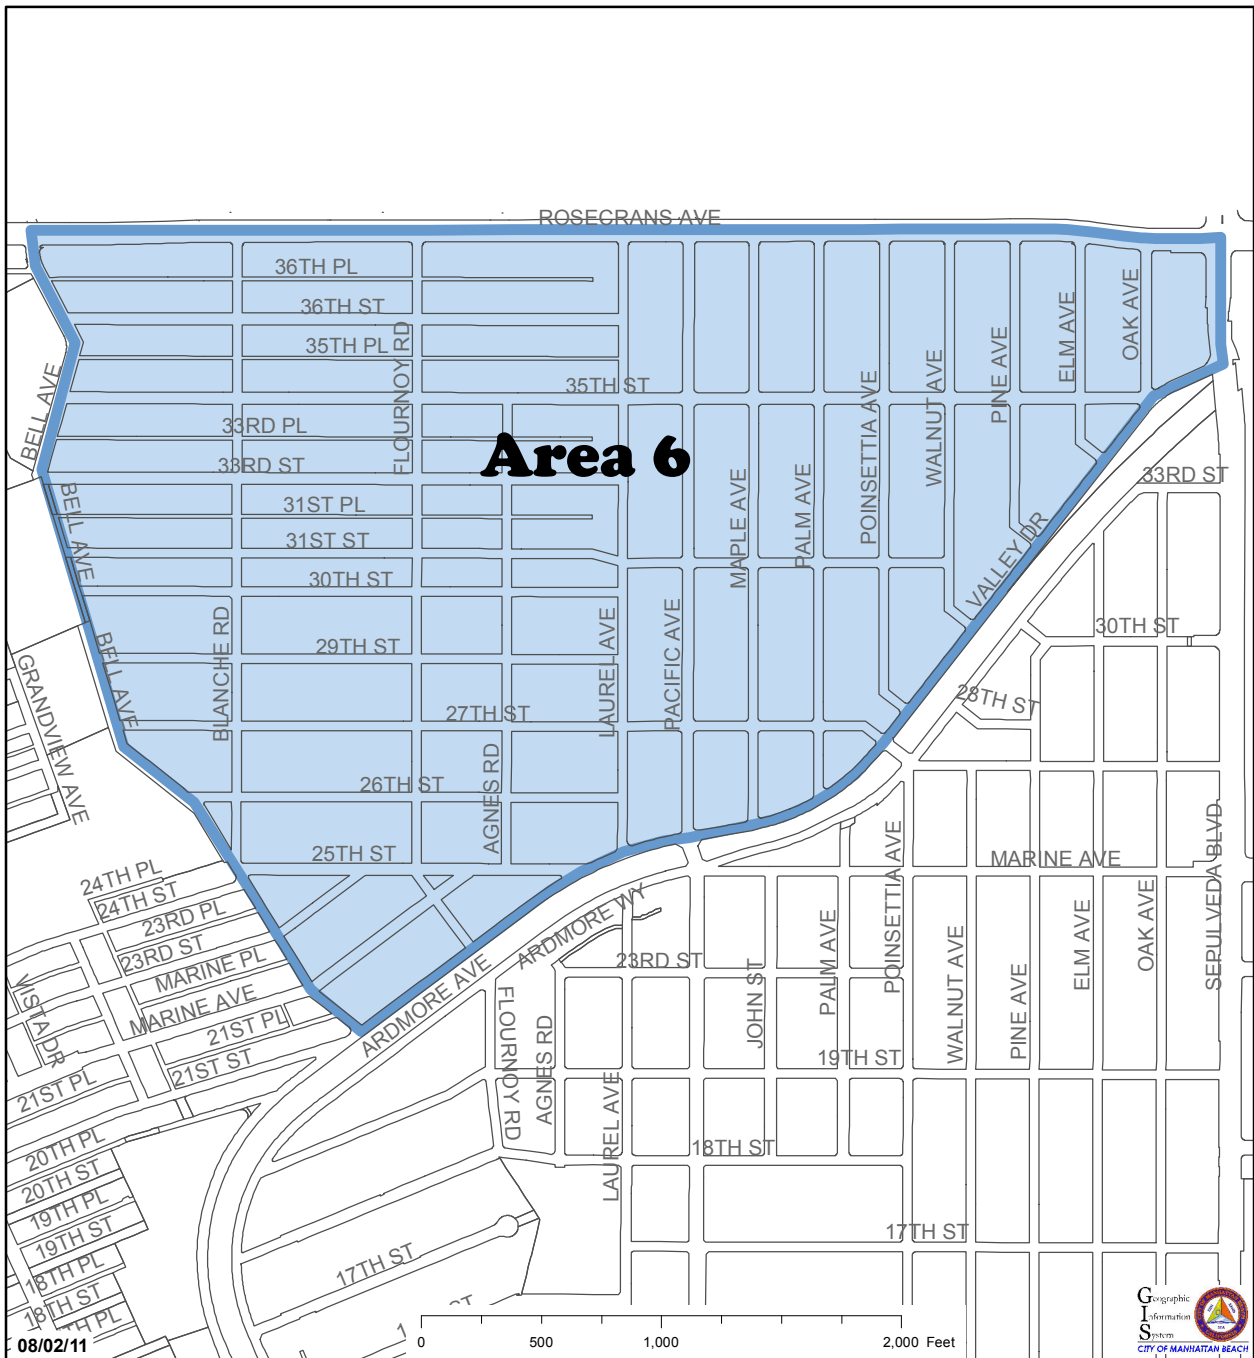 ROSECRANS AVE
36TH PL
36TH ST
35TH PL
35TH ST
FLOURNOY RD
33RD PL
33RD ST
Area 6
31ST PL
31ST ST
30TH ST
29TH ST
27TH ST
26TH ST
25TH ST
BELL AVE
BELL AVE
BELL AVE
BLANCHE RD
AGNES RD
LAUREL AVE
PACIFIC AVE
MAPLE AVE
PALM AVE
POINSETTIA AVE
WALNUT AVE
PINE AVE
ELM AVE
OAK AVE
VALLEY DR
33RD ST
30TH ST
28TH ST
MARINE AVE
SEPULVEDA BLVD
GRANDVIEW AVE
24TH PL
24TH ST
23RD PL
23RD ST
MARINE PL
MARINE AVE
21ST PL
21ST ST
VISTA DR
21ST PL
20TH PL
20TH ST
19TH PL
19TH ST
18TH PL
18TH ST
TH PL
ARDMORE AVE
ARDMORE WY
FLOURNOY RD
AGNES RD
LAUREL AVE
23RD ST
JOHN ST
PALM AVE
POINSETTIA AVE
WALNUT AVE
PINE AVE
ELM AVE
OAK AVE
19TH ST
18TH ST
17TH ST
17TH ST
08/02/11
0 500 1,000 2,000 Feet
Geographic
Information
System
CITY OF MANHATTAN BEACH